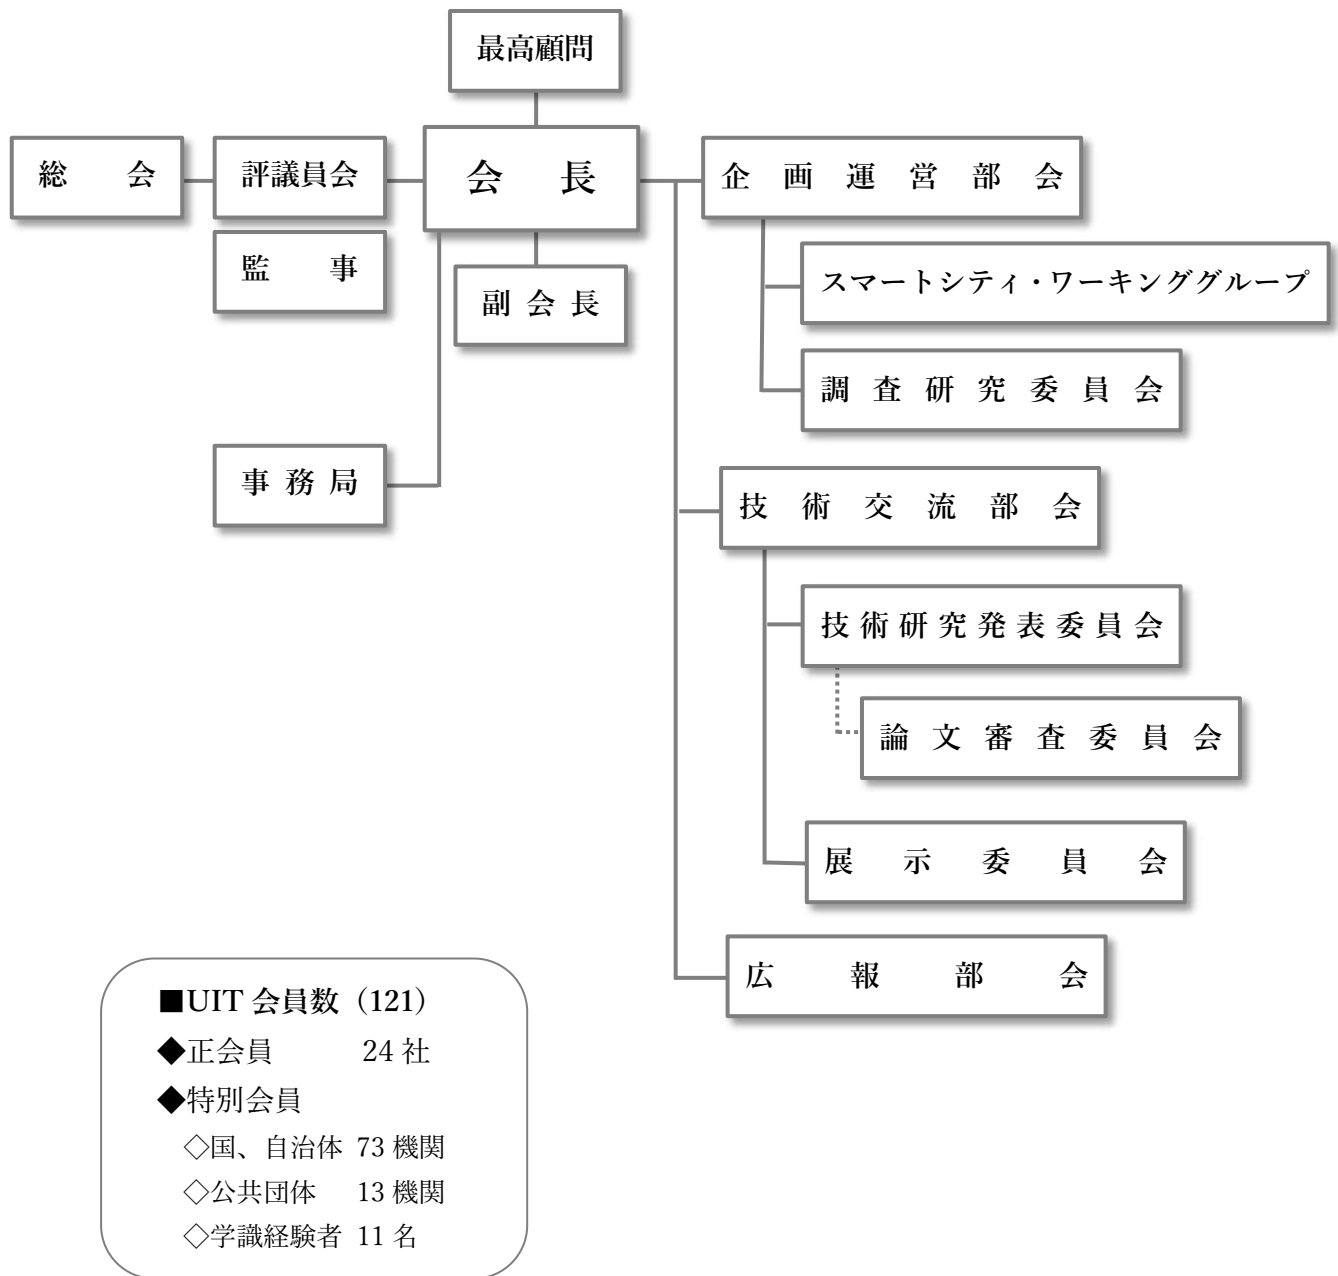 最高顧問
総会
評議員会
会長
企画運営部会
監事
副会長
スマートシティ・ワーキンググループ
調査研究委員会
事務局
技術交流部会
技術研究発表委員会
論文審査委員会
展示委員会
広報部会
■UIT 会員数（121）
◆正会員 24 社
◆特別会員
◇国、自治体 73 機関
◇公共団体 13 機関
◇学識経験者 11 名